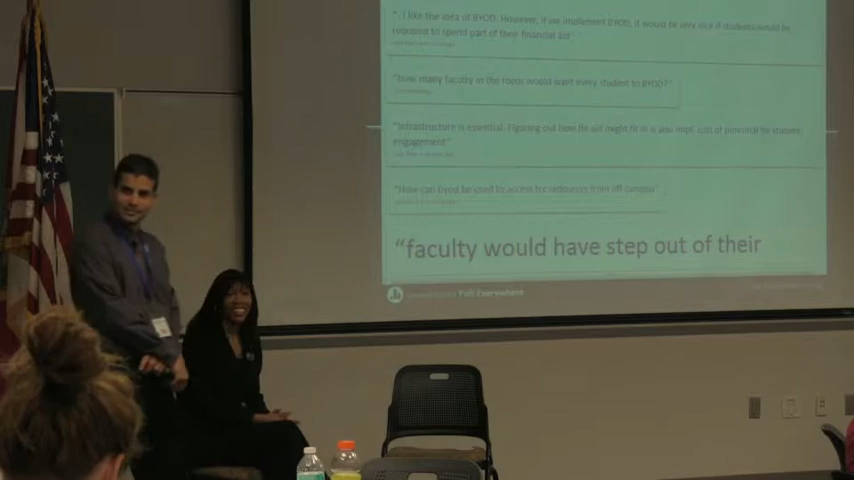 ". I like the idea of BYOD. However, if we implement BYOD, it would be very nice if students would be
required to spend part of their financial aid"
"how many faculty in the room would want every student to BYOD?"
"Infrastructure is essential. Figuring out how fin aid might fit in is also impt. cost of potential for student
engagement"
"How can byod be used to access tcc resources from off campus"
"faculty would have step out of their
Poll Everywhere